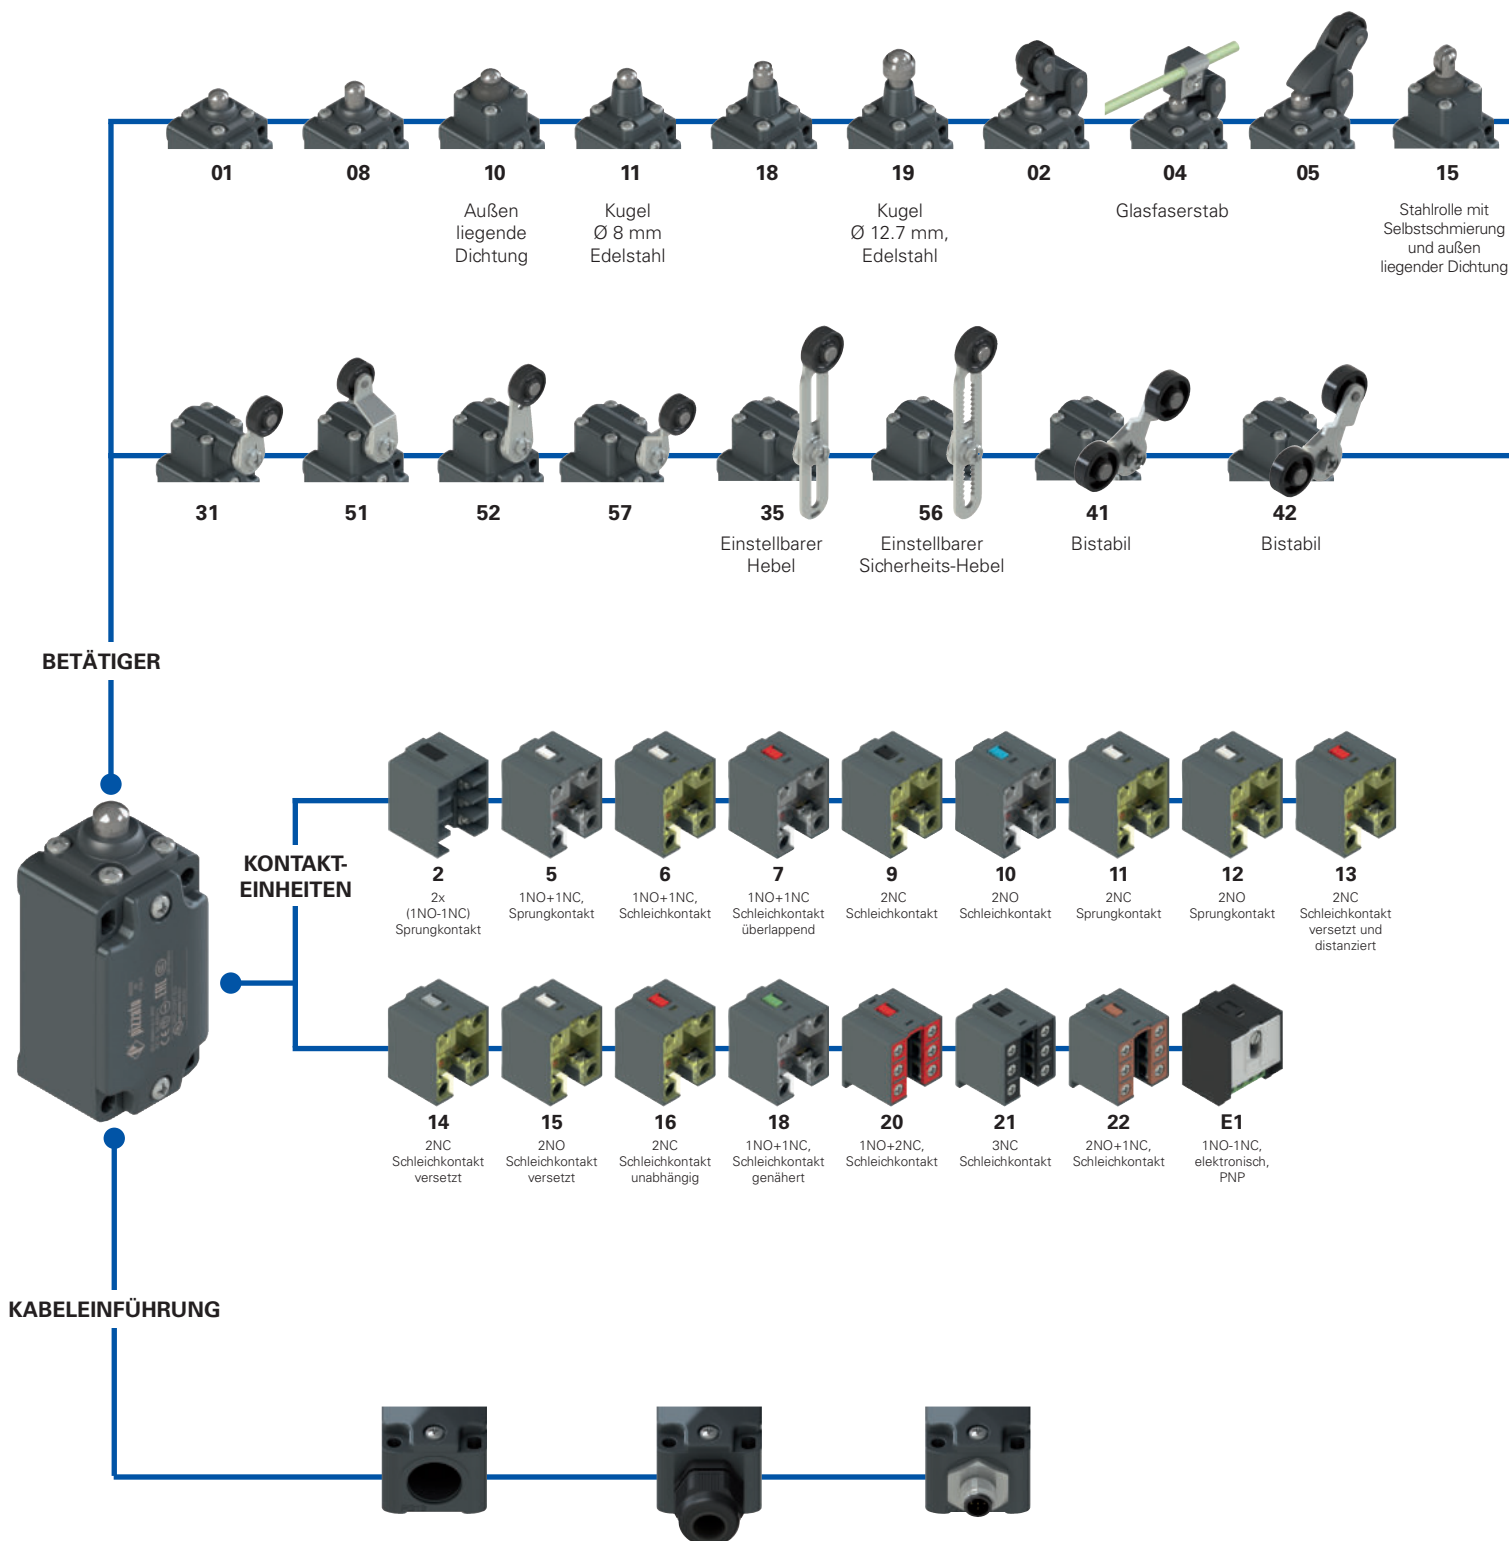 01 08 10 11 18 19 02 04 05 15
Außen
liegende
Dichtung
Kugel
Ø 8 mm
Edelstahl
Kugel
Ø 12.7 mm,
Edelstahl
Glasfaserstab
Stahlrolle mit
Selbstschmierung
und außen
liegender Dichtung
31 51 52 57 35 56 41 42
Einstellbarer
Hebel
Einstellbarer
Sicherheits-Hebel
Bistabil
Bistabil
BETÄTIGER
KONTAKT-
EINHEITEN
2
2x
(1NO-1NC)
Sprungkontakt
5
1NO+1NC,
Sprungkontakt
6
1NO+1NC,
Schleichkontakt
7
1NO+1NC
Schleichkontakt
überlappend
9
2NC
Schleichkontakt
10
2NO
Schleichkontakt
11
2NC
Sprungkontakt
12
2NO
Sprungkontakt
13
2NC
Schleichkontakt
versetzt und
distanziert
14
2NC
Schleichkontakt
versetzt
15
2NO
Schleichkontakt
versetzt
16
2NC
Schleichkontakt
unabhängig
18
1NO+1NC,
Schleichkontakt
genähert
20
1NO+2NC,
Schleichkontakt
21
3NC
Schleichkontakt
22
2NO+1NC,
Schleichkontakt
E1
1NO-1NC,
elektronisch,
PNP
pizzato
KABELEINFÜHRUNG